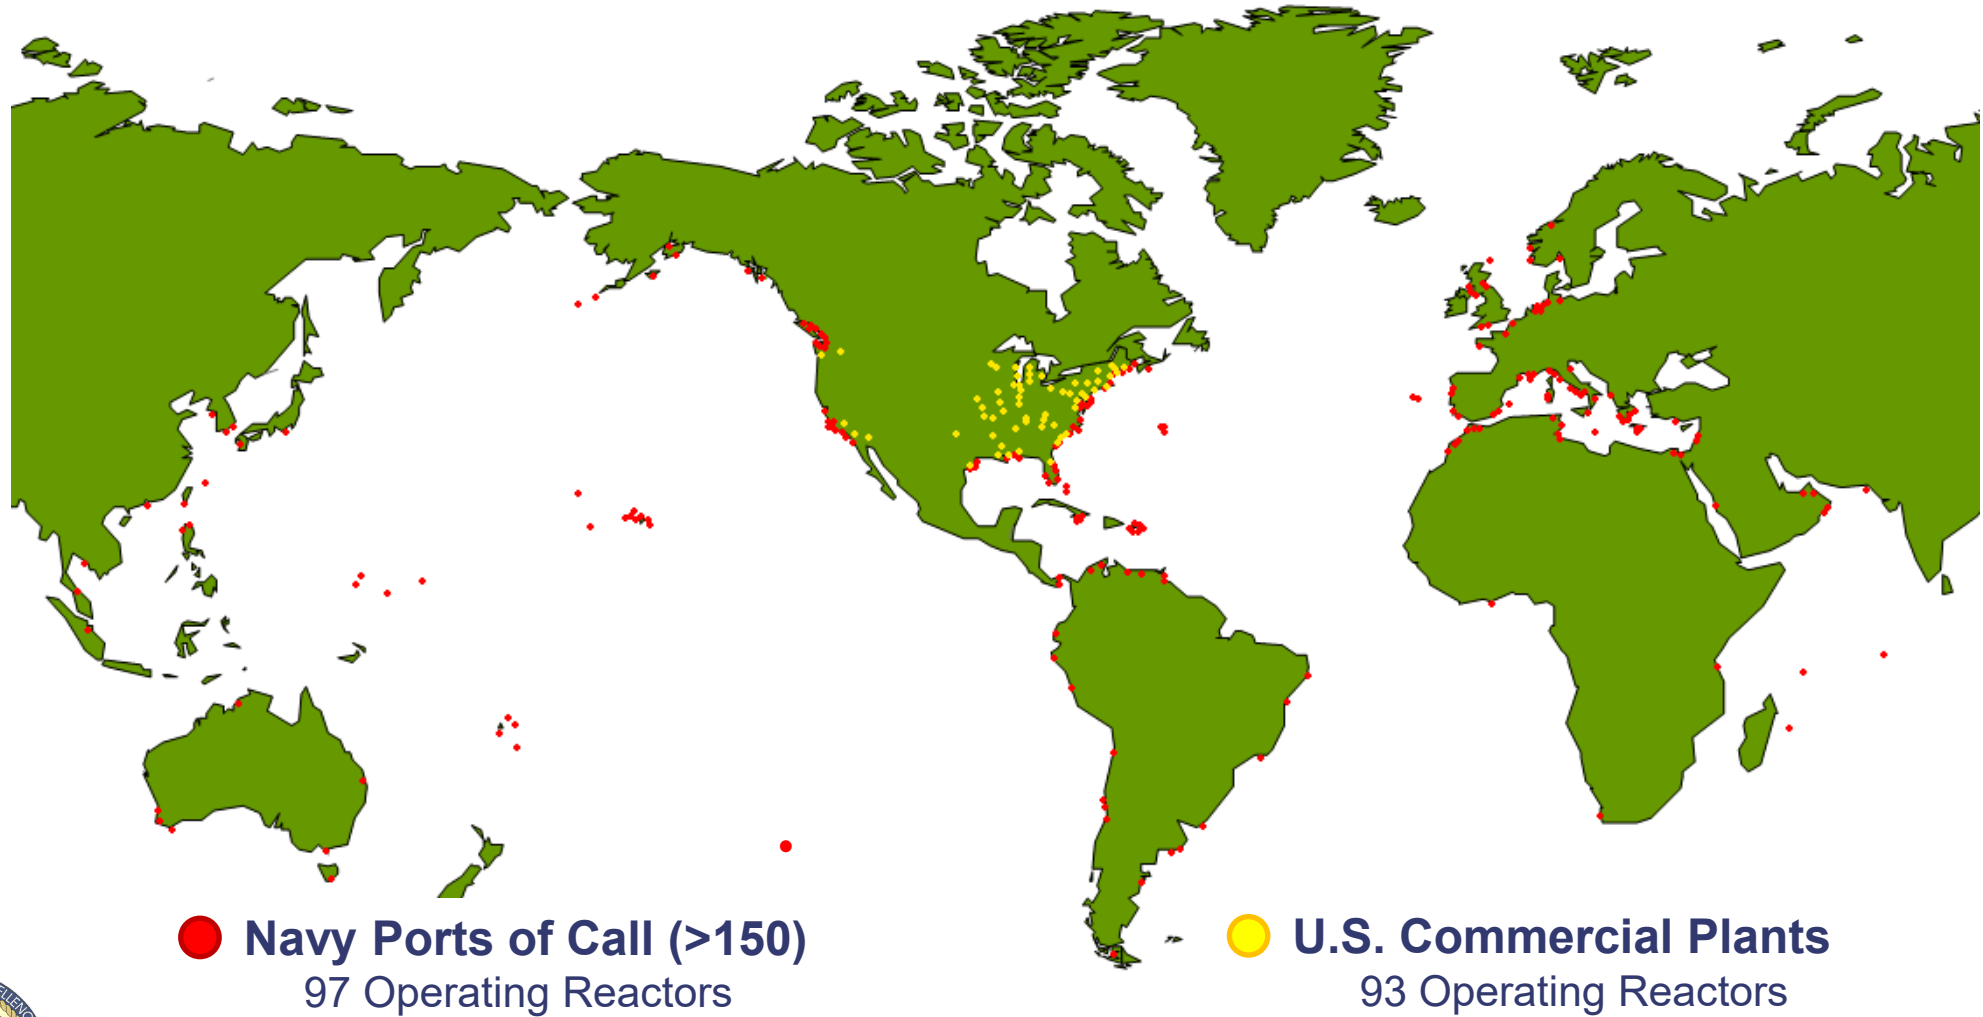 Navy Ports of Call (>150)
97 Operating Reactors
U.S. Commercial Plants
93 Operating Reactors